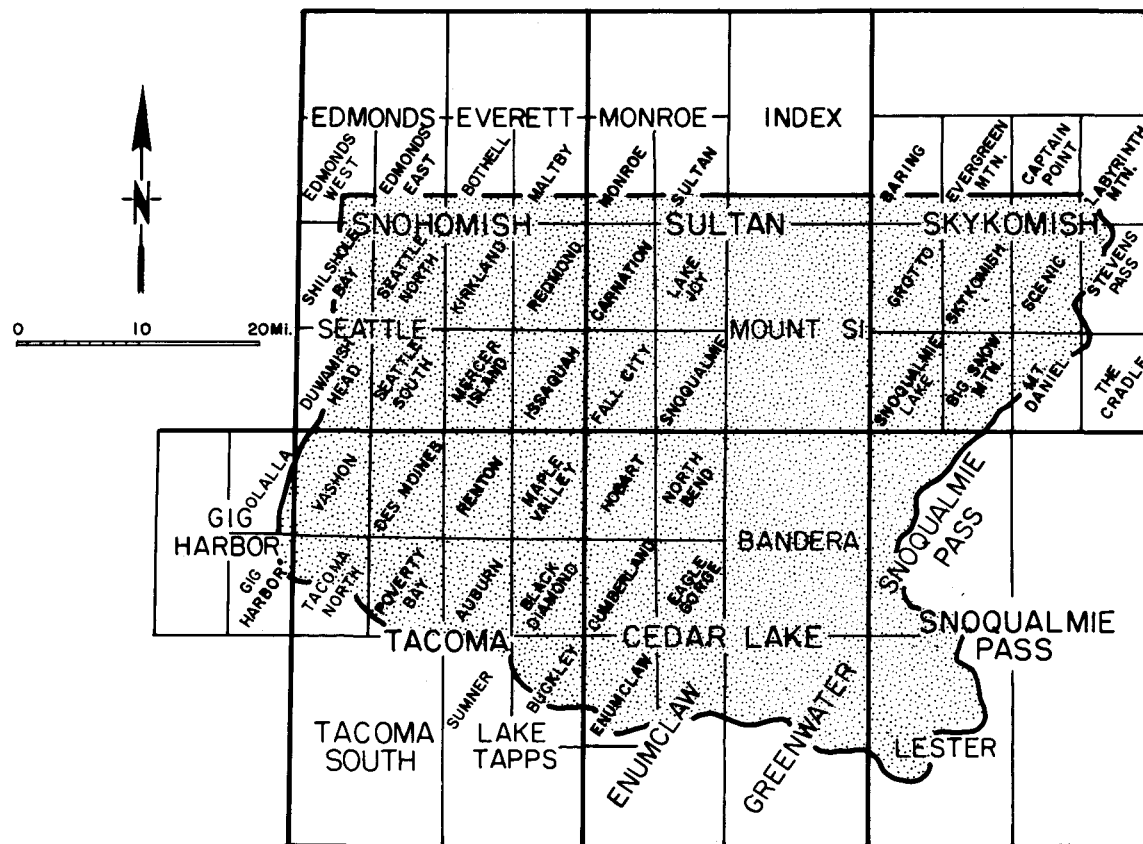 EDMONDS
EVERETT
MONROE
INDEX
EDMONDS
WEST
EDMONDS
EAST
BOTHELL
MALTBY
MONROE
SULTAN
BARING
EVERGREEN
MTN.
CAPTAIN
POINT
LABYRINTH
MTN.
N
SNOHOMISH
SULTAN
SKYKOMISH
SHILSHOLE
BAY
SEATTLE
NORTH
KIRKLAND
REDMOND
CARNATION
LAKE
JOY
GROTTO
SKYKOMISH
SCENIC
STEVENS
PASS
0 10 20MI.
SEATTLE
MOUNT SI
DUWAMISH
HEAD
SEATTLE
SOUTH
MERCER
ISLAND
ISSAQUAH
FALL CITY
SNOQUALMIE
SNOQUALMIE
LAKE
BIG SNOW
MTN.
MT.
DANIEL
THE
CRADLE
OLALLA
VASHON
DES MOINES
RENTON
MAPLE
VALLEY
HOBART
NORTH
BEND
SNOQUALMIE
PASS
GIG
HARBOR
BANDERA
GIG
HARBOR
TACOMA
NORTH
POVERTY
BAY
AUBURN
BLACK
DIAMOND
CUMBERLAND
EAGLE
GORGE
TACOMA
CEDAR LAKE
SNOQUALMIE
PASS
SUMNER
BUCKLEY
ENUMCLAW
TACOMA
SOUTH
LAKE
TAPPS
ENUMCLAW
GREENWATER
LESTER